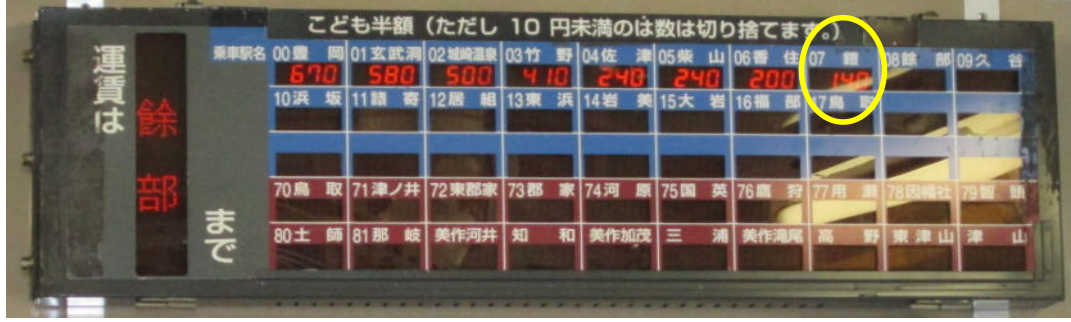 こども半額（ただし 10 円未満のは数は切り捨てます。）
運賃は
餘部
まで
乗車駅名 00豊岡 01玄武洞 02城崎温泉 03竹野 04佐津 05柴山 06香住 07鎧 08餘部 09久谷
670 580 500 410 240 240 200 140
10浜坂 11諸寄 12居組 13東浜 14岩美 15大岩 16福部 17鳥取
70鳥取 71津ノ井 72東郡家 73郡家 74河原 75国英 76鷹狩 77用瀬 78因幡社 79智頭
80土師 81那岐 美作河井 知和 美作加茂 三浦 美作滝尾 高野 東津山 津山